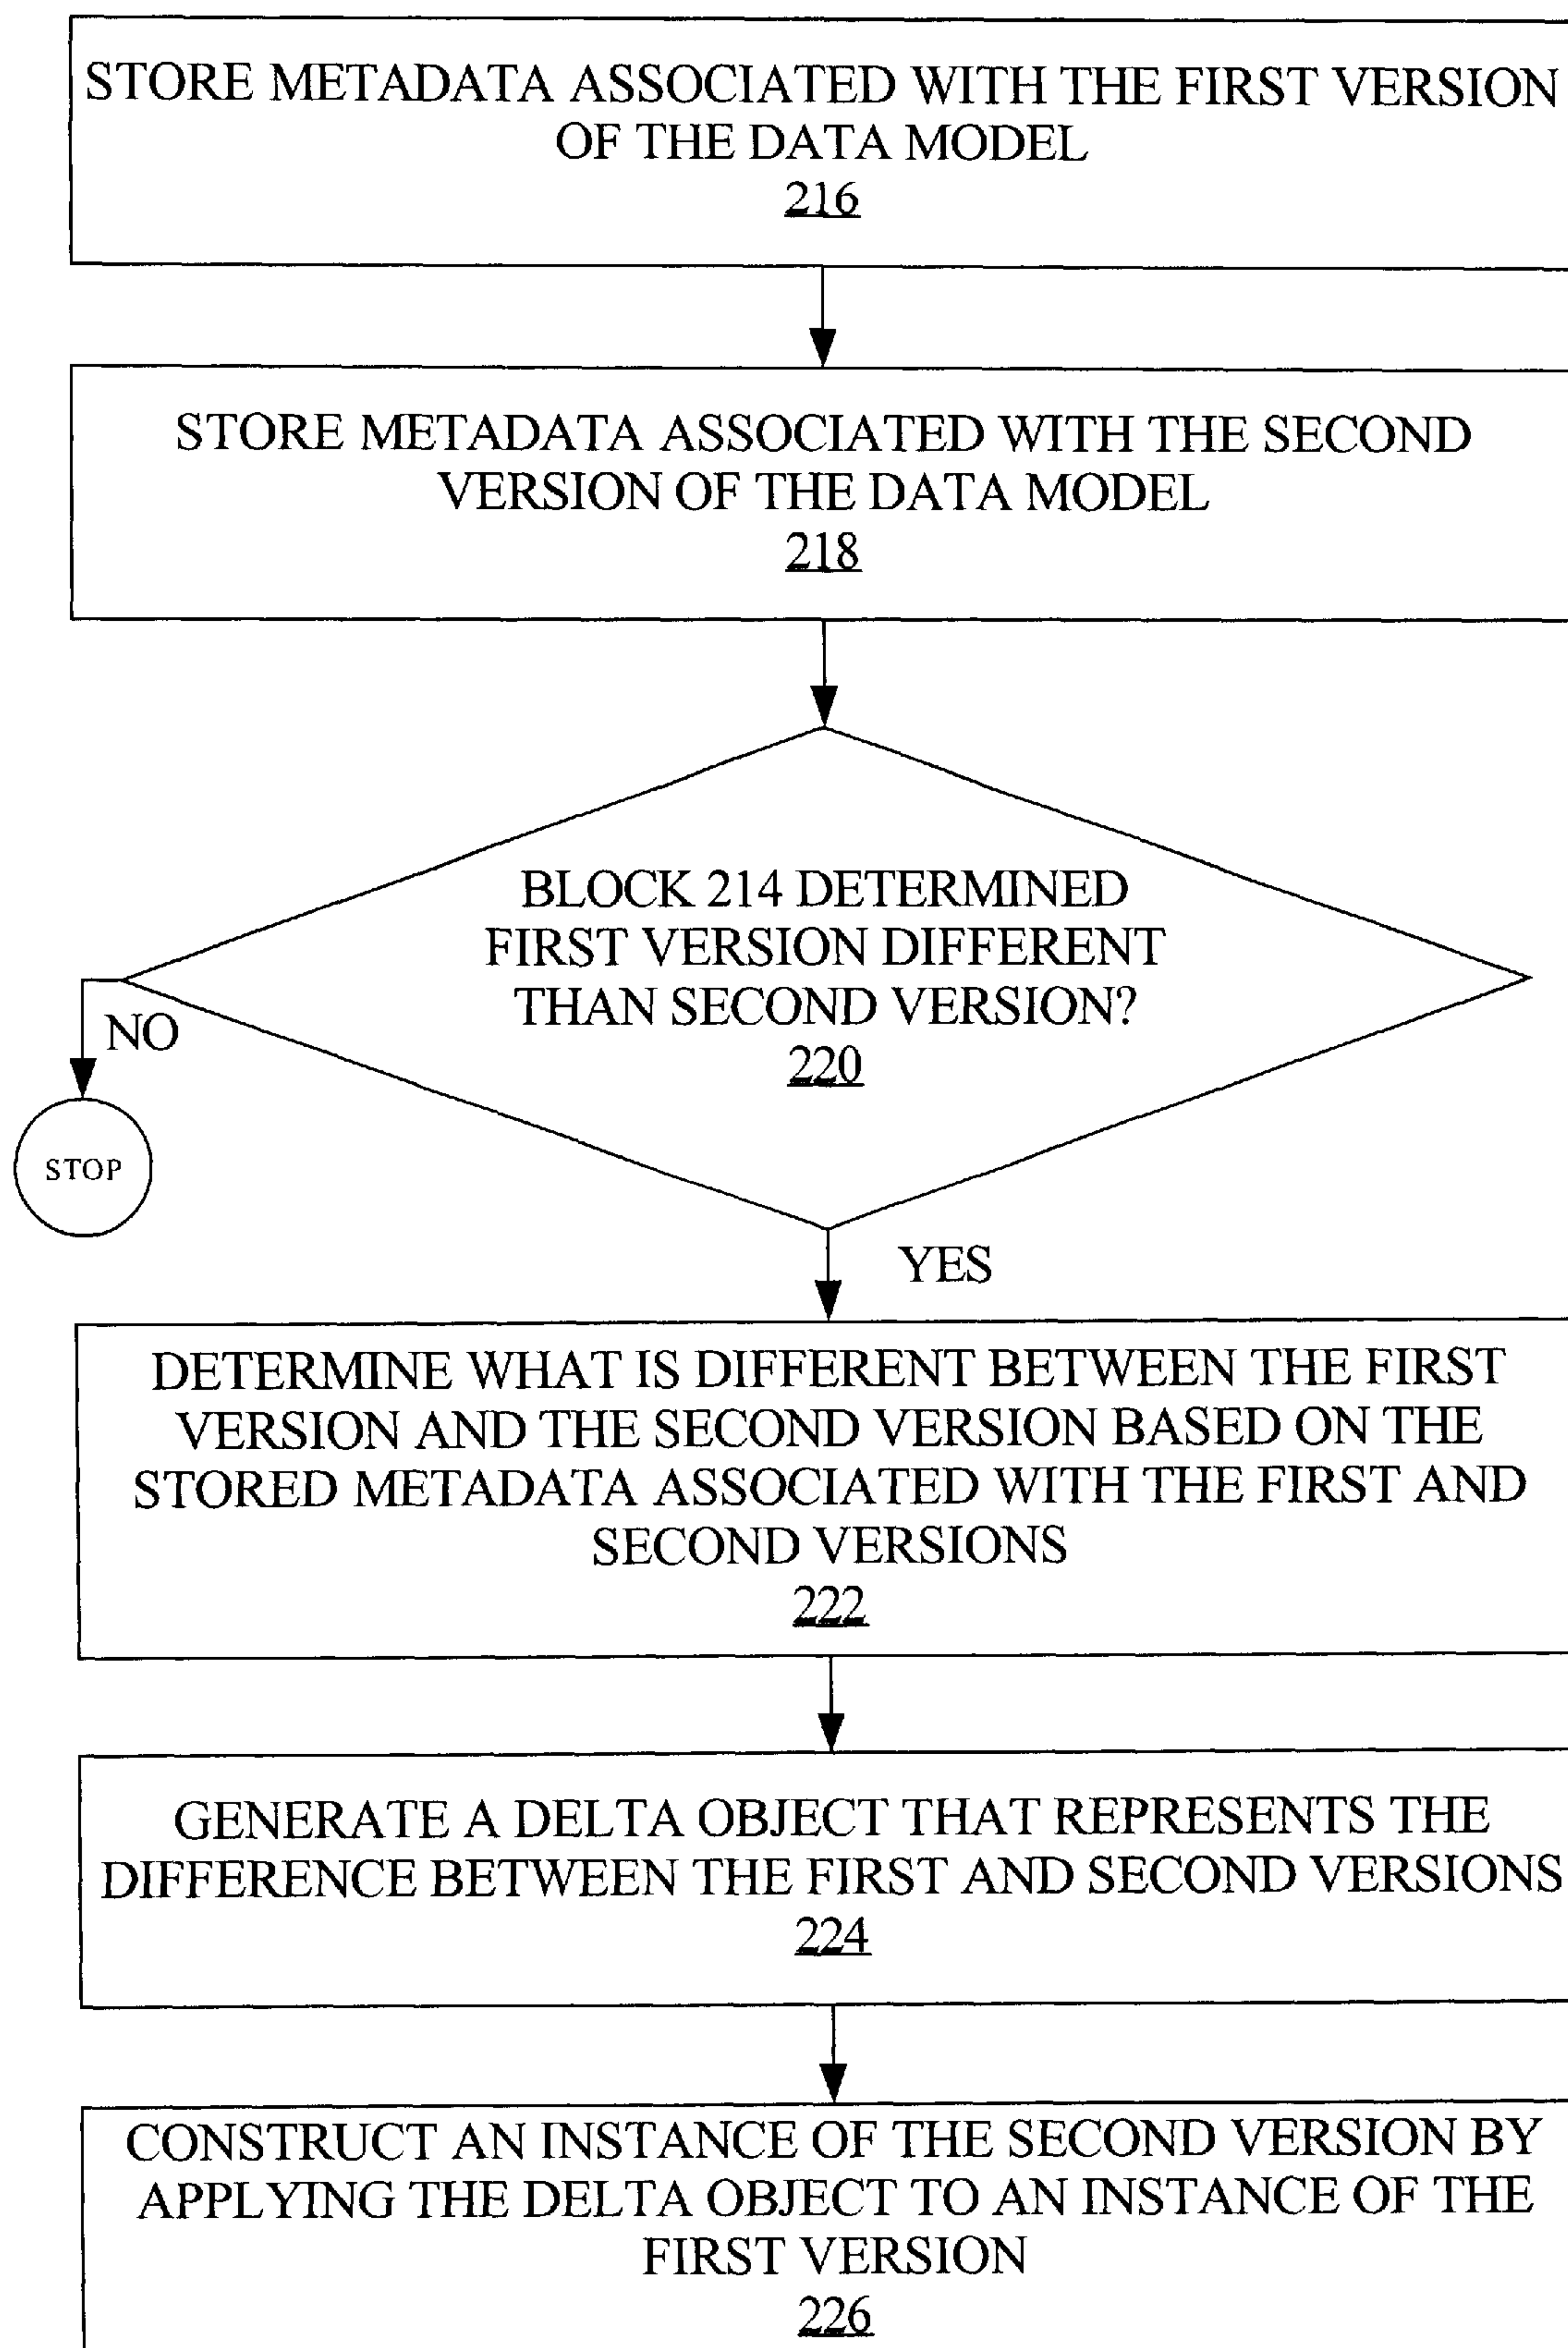 STORE METADATA ASSOCIATED WITH THE FIRST VERSION
OF THE DATA MODEL
216
STORE METADATA ASSOCIATED WITH THE SECOND
VERSION OF THE DATA MODEL
218
BLOCK 214 DETERMINED
FIRST VERSION DIFFERENT
THAN SECOND VERSION?
220
NO
STOP
YES
DETERMINE WHAT IS DIFFERENT BETWEEN THE FIRST
VERSION AND THE SECOND VERSION BASED ON THE
STORED METADATA ASSOCIATED WITH THE FIRST AND
SECOND VERSIONS
222
GENERATE A DELTA OBJECT THAT REPRESENTS THE
DIFFERENCE BETWEEN THE FIRST AND SECOND VERSIONS
224
CONSTRUCT AN INSTANCE OF THE SECOND VERSION BY
APPLYING THE DELTA OBJECT TO AN INSTANCE OF THE
FIRST VERSION
226